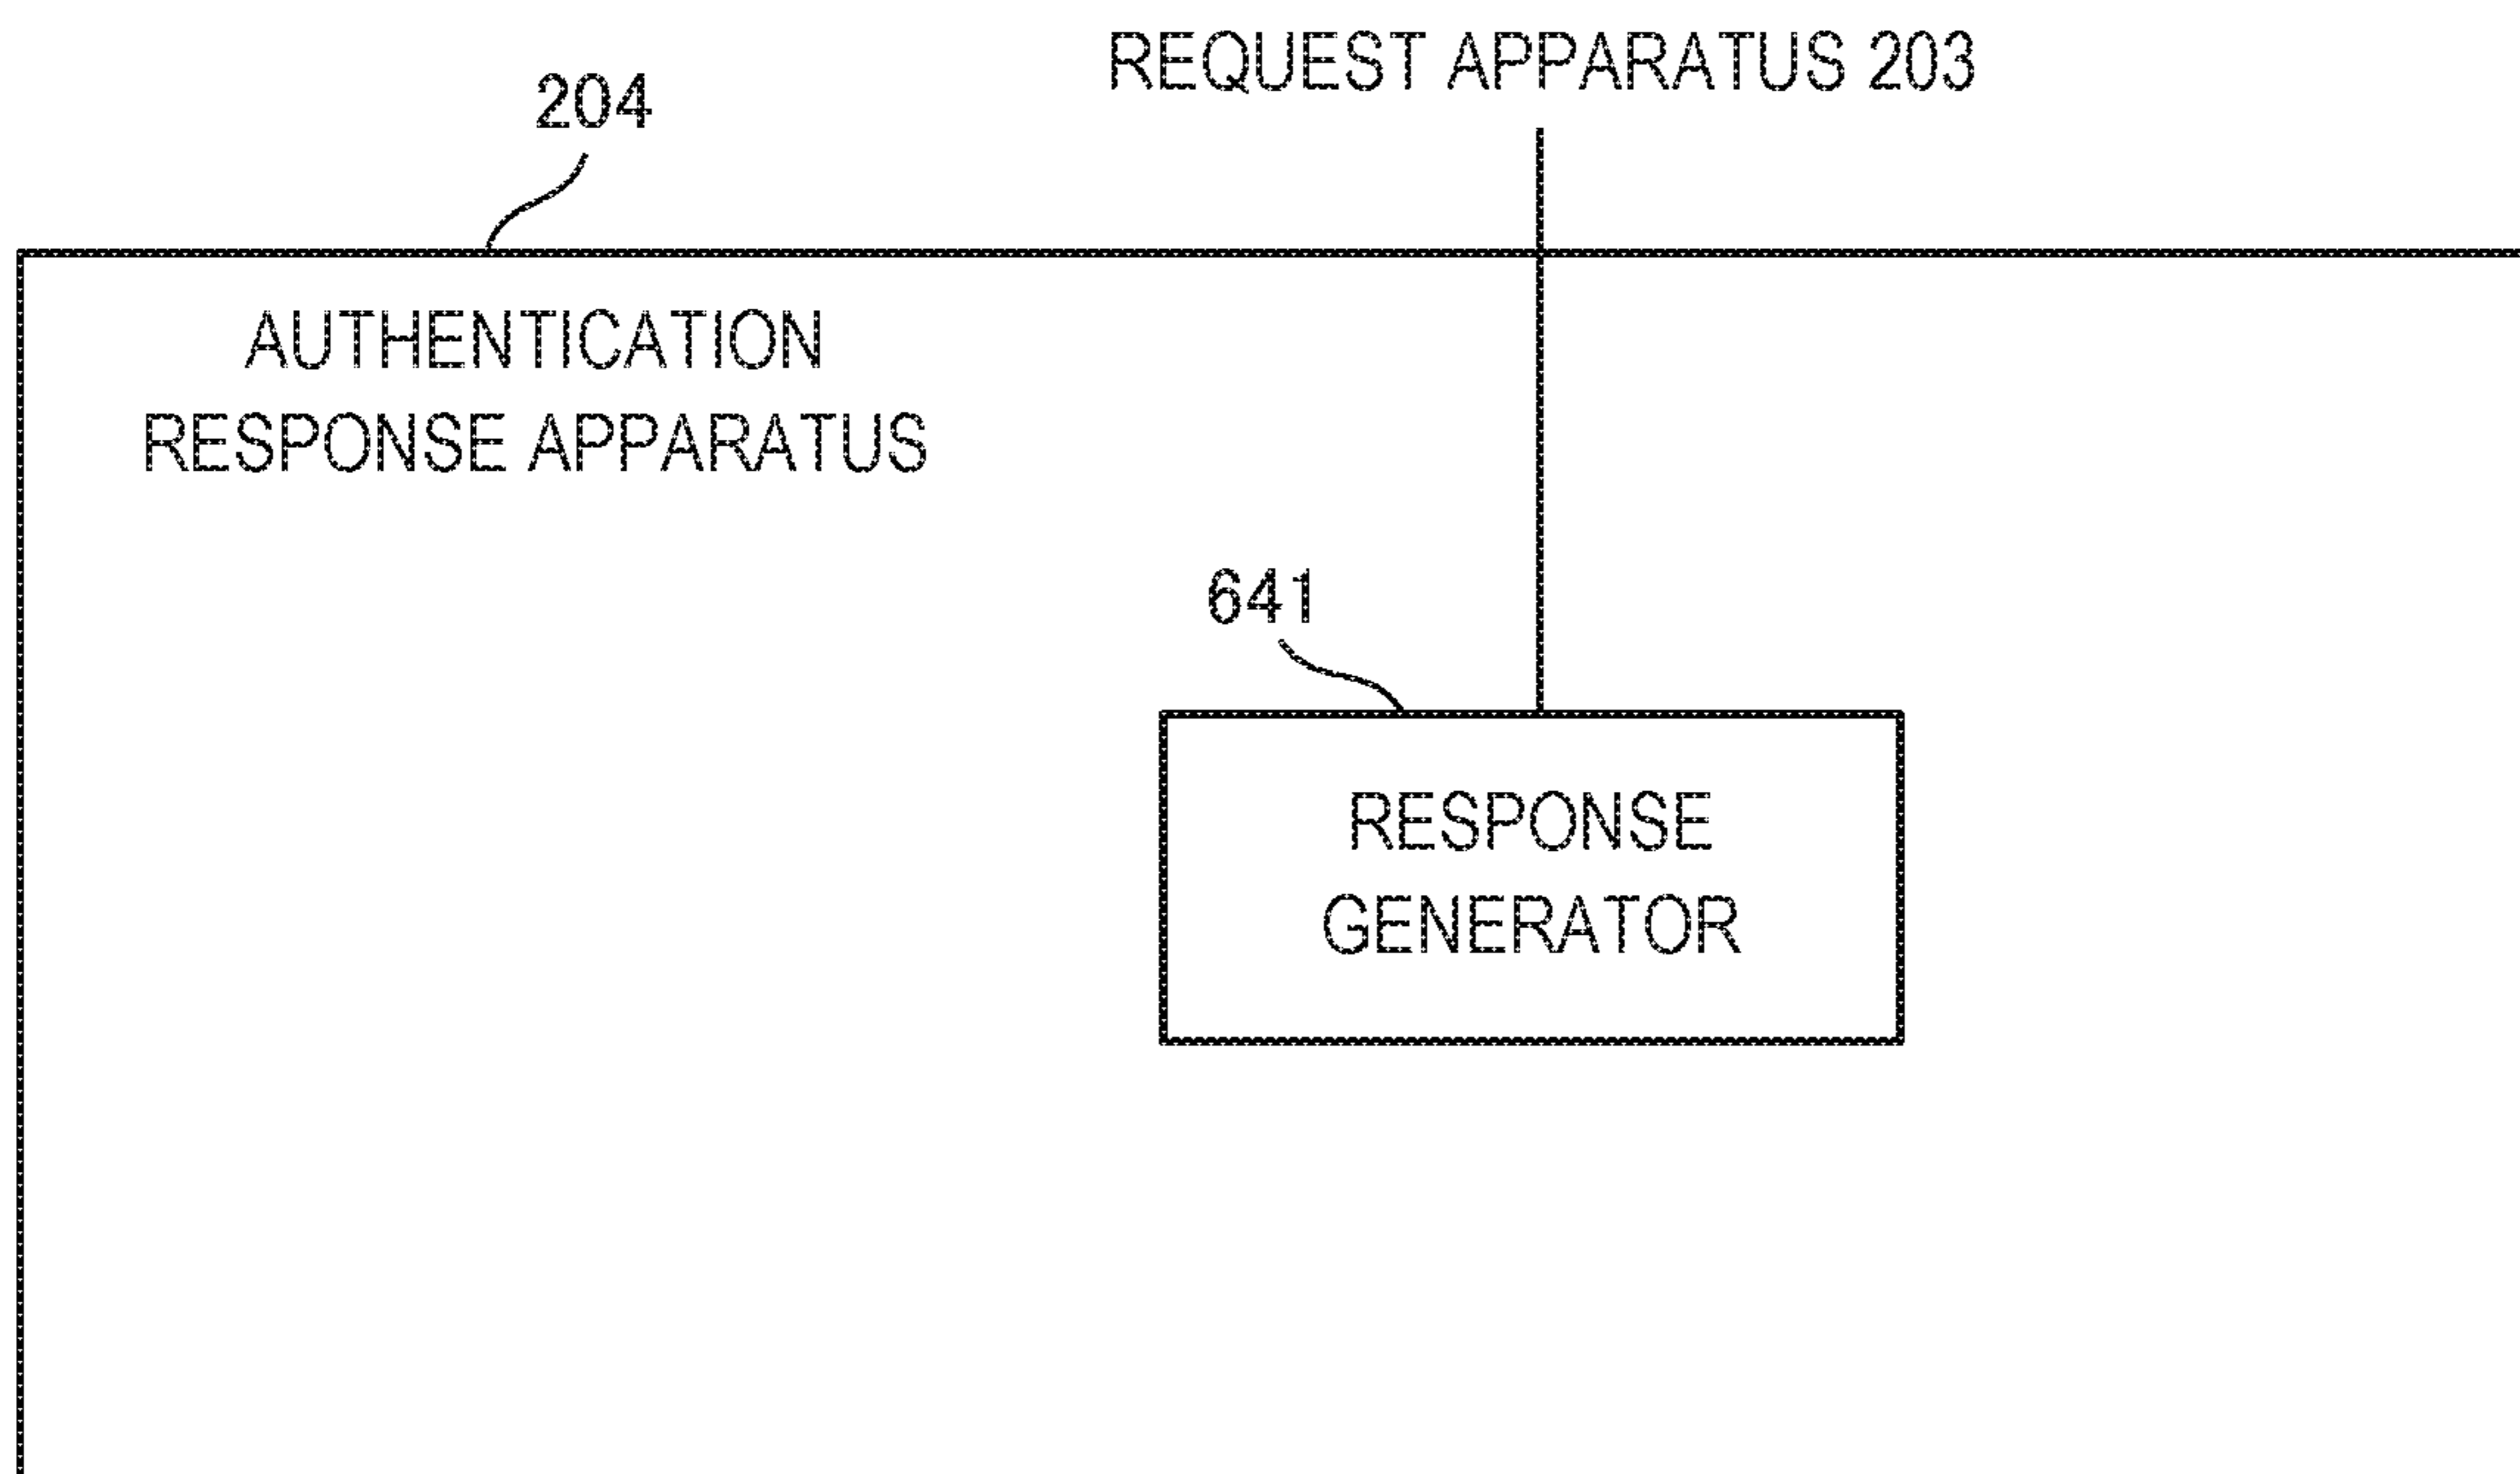 REQUEST APPARATUS 203
204
AUTHENTICATION
RESPONSE APPARATUS
641
RESPONSE
GENERATOR